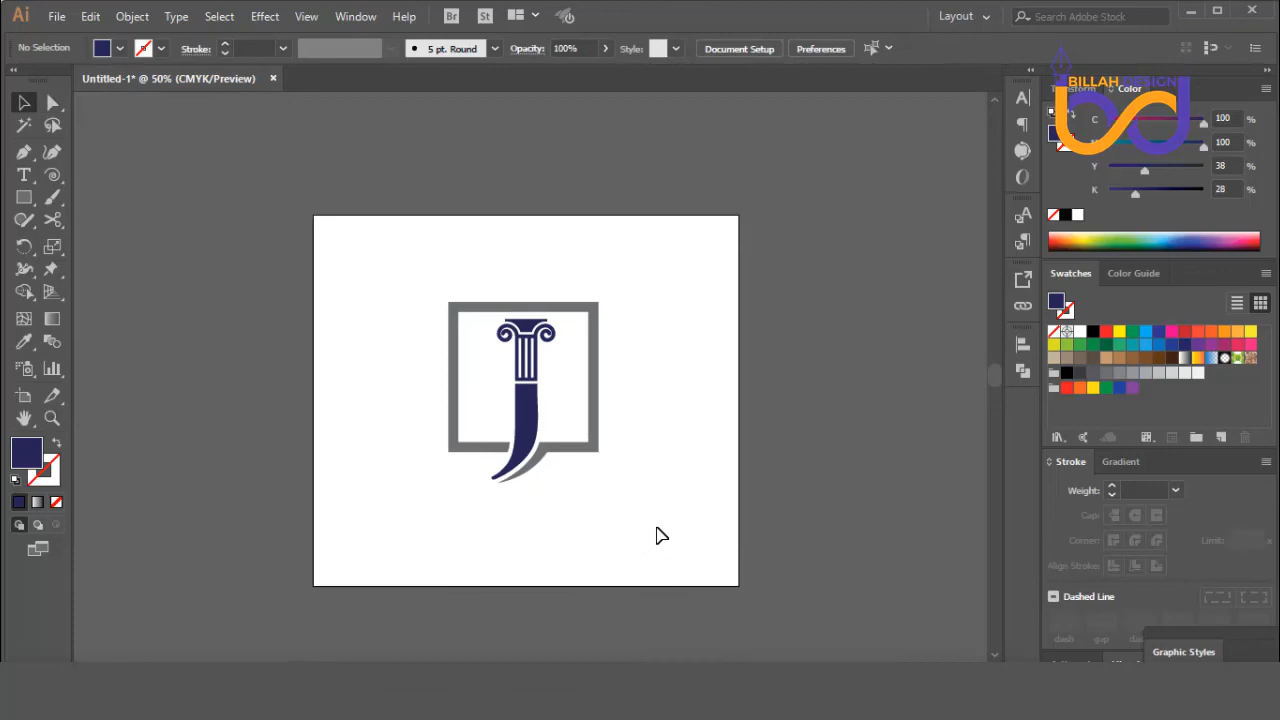 Ai File Edit Object Type Select Effect View Window Help Br St Layout Search Adobe Stock
No Selection Stroke: 5 pt. Round Opacity: 100% Style: Document Setup Preferences
Untitled-1* @ 50% (CMYK/Preview)
BILLAH DESIGN
Color
C 100 %
100 %
Y 38 %
K 28 %
Swatches Color Guide
Stroke Gradient
Weight:
Cap:
Corner: Limit: x
Align Stroke:
Dashed Line
dash gap
Graphic Styles